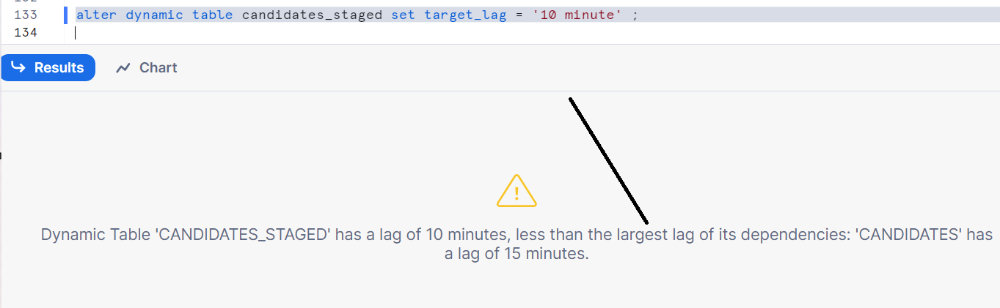 133 alter dynamic table candidates_staged set target_lag = '10 minute' ;
134
Results Chart
Dynamic Table 'CANDIDATES_STAGED' has a lag of 10 minutes, less than the largest lag of its dependencies: 'CANDIDATES' has
a lag of 15 minutes.